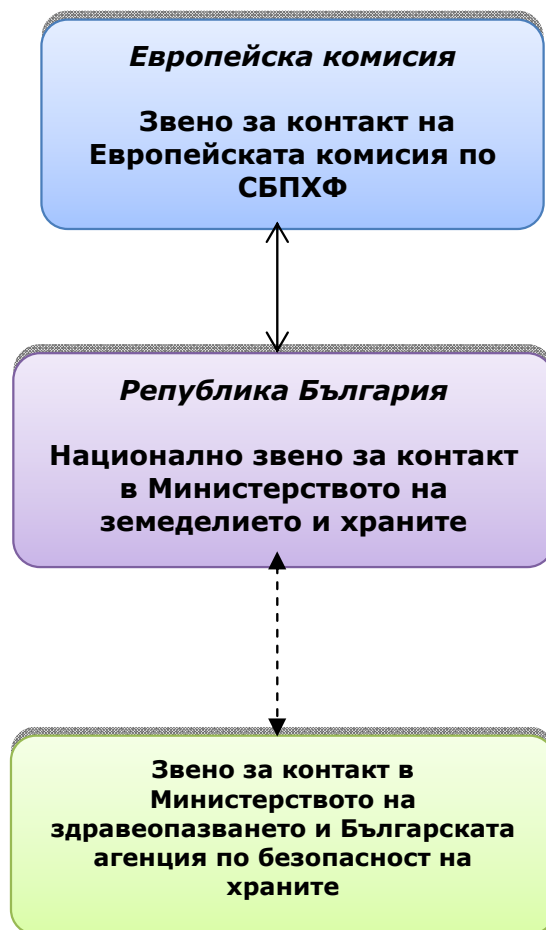 Европейска комисия
Звено за контакт на
Европейската комисия по
СБПХФ
Република България
Национално звено за контакт
в Министерството на
земеделието и храните
Звено за контакт в
Министерството на
здравеопазването и Българската
агенция по безопасност на
храните